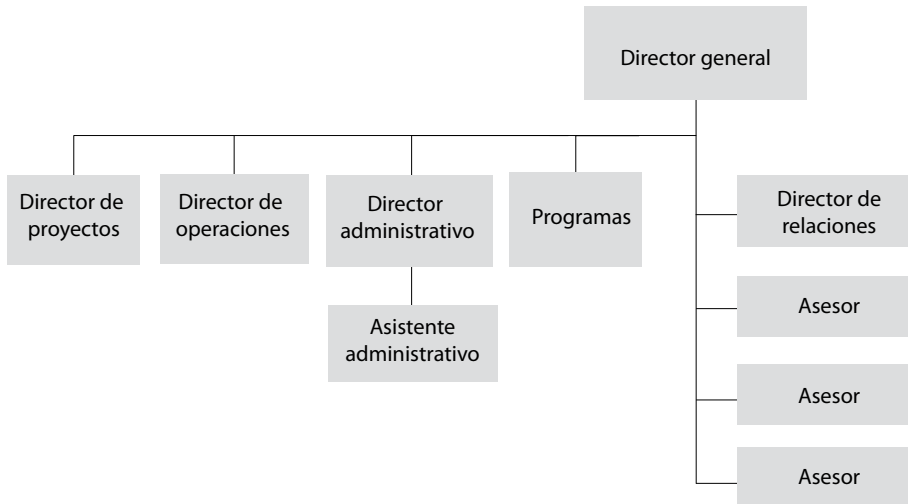 Director general
Director de
proyectos
Director de
operaciones
Director
administrativo
Programas
Director de
relaciones
Asistente
administrativo
Asesor
Asesor
Asesor